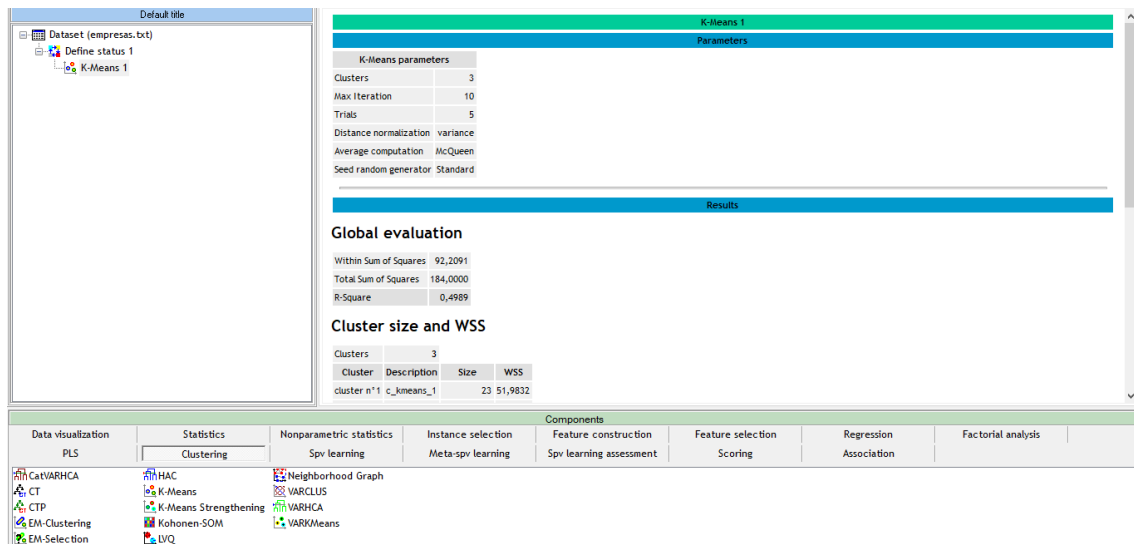 Default title
Dataset (empresas.txt)
Define status 1
K-Means 1
K-Means 1
Parameters
K-Means parameters
Clusters 3
Max Iteration 10
Trials 5
Distance normalization variance
Average computation McQueen
Seed random generator Standard
Results
Global evaluation
Within Sum of Squares 92,2091
Total Sum of Squares 184,0000
R-Square 0,4989
Cluster size and WSS
Clusters 3
Cluster Description Size WSS
cluster n°1 c_kmeans_1 23 51,9832
Components
Data visualization Statistics Nonparametric statistics Instance selection Feature construction Feature selection Regression Factorial analysis
PLS Clustering Spv learning Meta-spv learning Spv learning assessment Scoring Association
CatVARHCA HAC Neighborhood Graph
CT K-Means VARCLUS
CTP K-Means Strengthening VARHCA
EM-Clustering Kohonen-SOM VARKMeans
EM-Selection LVQ